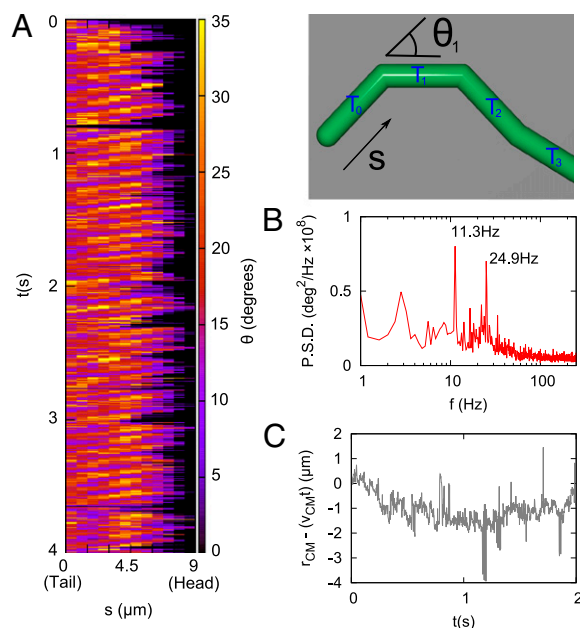 A
0
1
2
3
4
t(s)
0
4.5
9
(Tail)
(Head)
s (μm)
35
30
25
20
15
10
5
0
θ (degrees)
θ1
T0
T1
T2
T3
S
B
P.S.D. (deg²/Hz ×10⁸)
1
0.5
0
11.3Hz
24.9Hz
1
10
100
f (Hz)
C
rCM - (vCMt) (μm)
2
1
0
-1
-2
-3
-4
0
1
2
t(s)